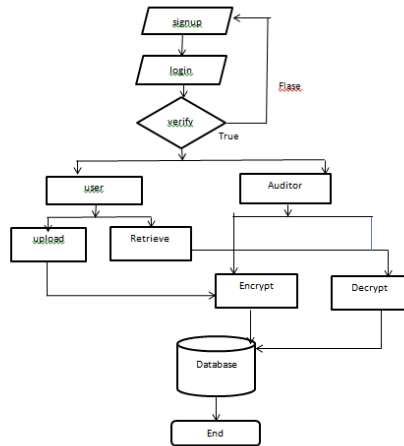 signup
login
Flase
verify
True
user
Auditor
upload
Retrieve
Encrypt
Decrypt
Database
End